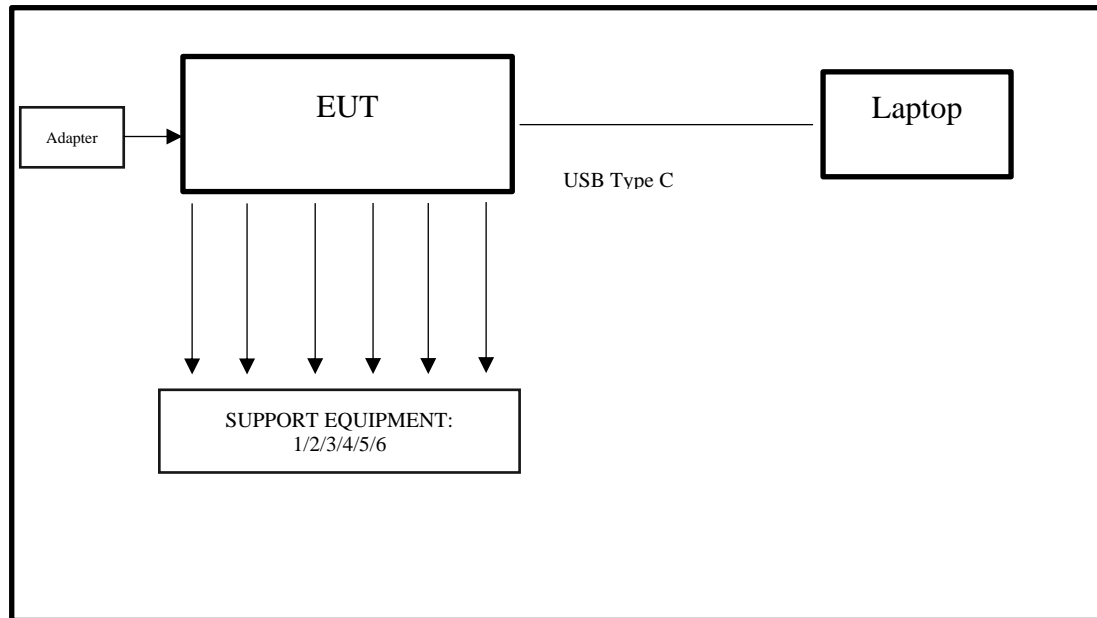 EUT
Laptop
Adapter
USB Type C
SUPPORT EQUIPMENT:
1/2/3/4/5/6